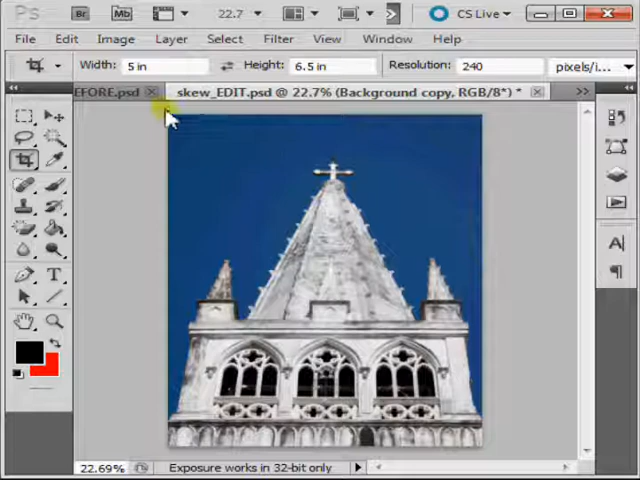 Ps Br Mb 22.7 >> CS Live
File Edit Image Layer Select Filter View Window Help
Width: 5 in Height: 6.5 in Resolution: 240 pixels/i...
EFORE.psd × skew_EDIT.psd @ 22.7% (Background copy, RGB/8*) * × >>
T
A
22.69% Exposure works in 32-bit only